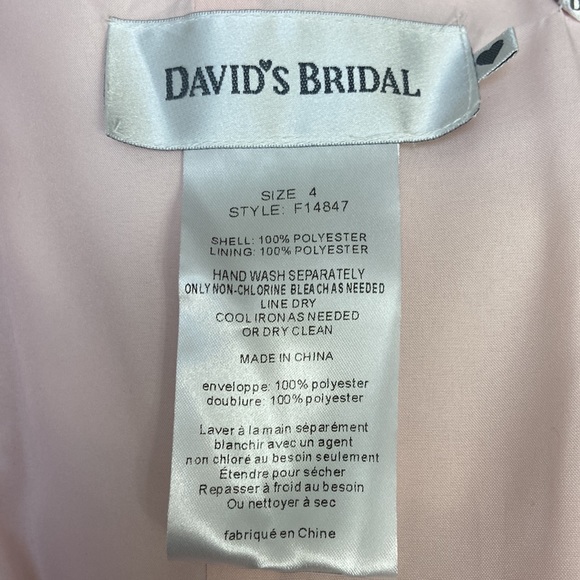 DAVID'S BRIDAL
SIZE 4
STYLE: F14847
SHELL: 100% POLYESTER
LINING: 100% POLYESTER
HAND WASH SEPARATELY
ONLY NON-CHLORINE BLEACH AS NEEDED
LINE DRY
COOL IRON AS NEEDED
OR DRY CLEAN
MADE IN CHINA
enveloppe: 100% polyester
doublure: 100% polyester
Laver à la main séparément
blanchir avec un agent
non chloré au besoin seulement
Étendre pour sécher
Repasser à froid au besoin
Ou nettoyer à sec
fabriqué en Chine